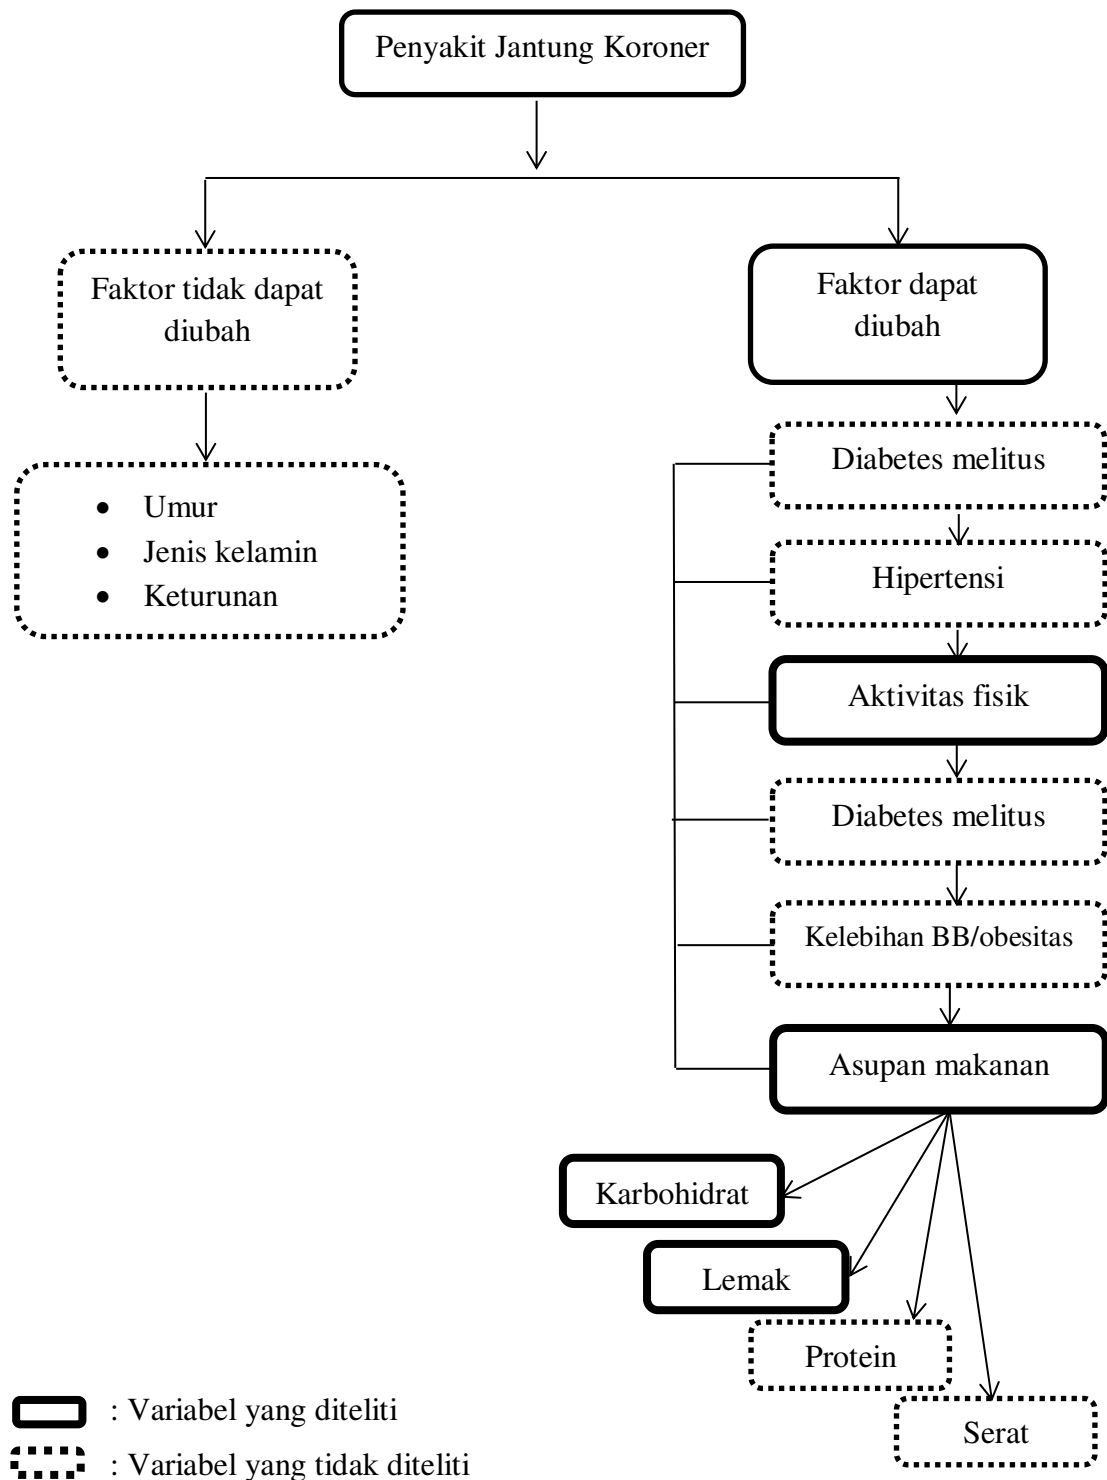 Penyakit Jantung Koroner
Faktor tidak dapat
diubah
• Umur
• Jenis kelamin
• Keturunan
Faktor dapat
diubah
Diabetes melitus
Hipertensi
Aktivitas fisik
Diabetes melitus
Kelebihan BB/obesitas
Asupan makanan
Karbohidrat
Lemak
Protein
Serat
: Variabel yang diteliti
: Variabel yang tidak diteliti